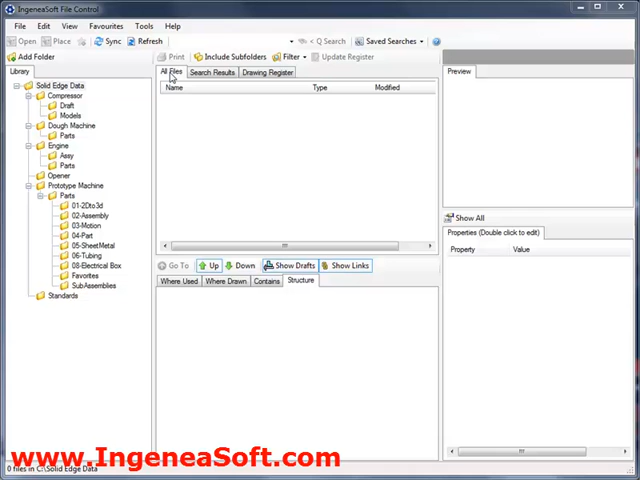 IngeneaSoft File Control
File Edit View Favourites Tools Help
Open Place Sync Refresh Q Search Saved Searches
Add Folder Print Include Subfolders Filter Update Register
Library All Files Search Results Drawing Register Preview
Name Type Modified
Solid Edge Data
Compressor
Draft
Models
Dough Machine
Parts
Engine
Assy
Parts
Opener
Prototype Machine
Parts
01-2Dto3d
02-Assembly
03-Motion
04-Part
05-SheetMetal
06-Tubing
08-Electrical Box
Favorites
SubAssemblies
Standards
Go To Up Down Show Drafts Show Links
Where Used Where Drawn Contains Structure
Show All
Properties (Double click to edit)
Property Value
www.IngeneaSoft.com
0 files in C:\Solid Edge Data